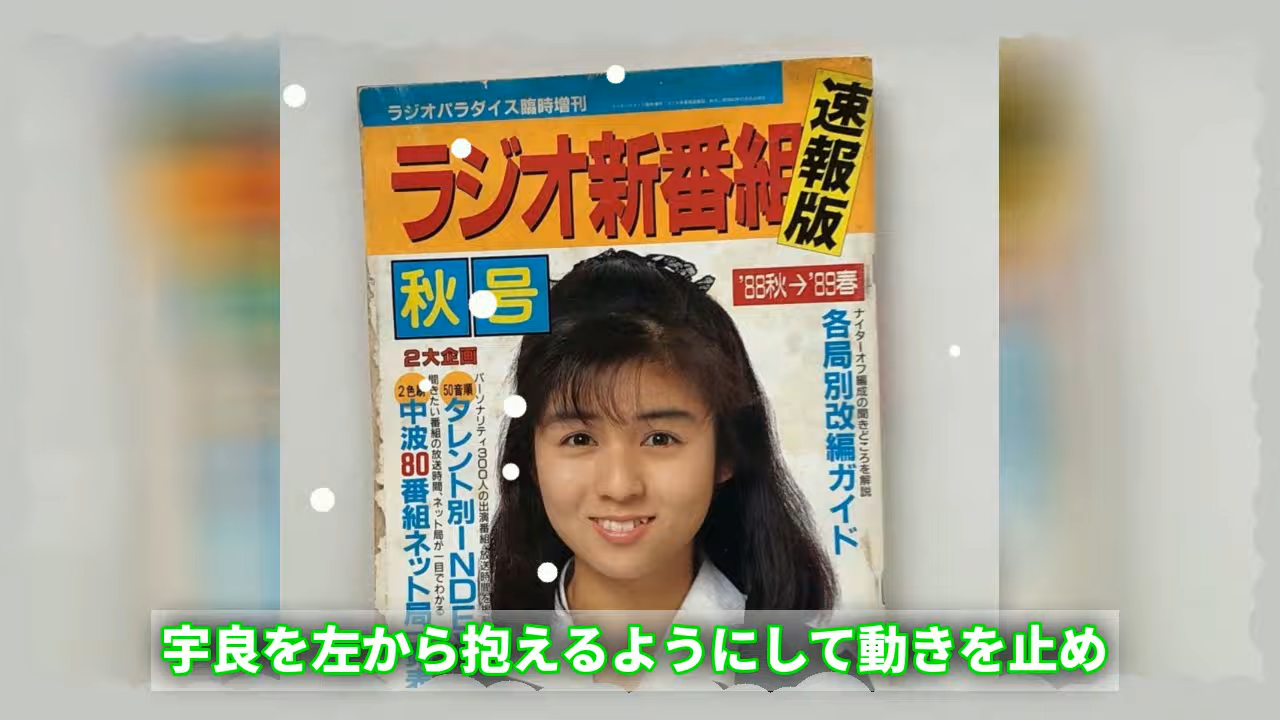 ラジオパラダイス臨時増刊
ラジオ新番組
速報版
秋号
'88秋→'89春
2大企画
各局別改編ガイド
ナイターオフ編成の聞きどころを解説
50音順
タレント別INDE
2色刷
中波80番組ネット局
聞きたい番組の放送時間、ネット局が一目でわかる
パーソナリティ300人の出演番組
宇良を左から抱えるようにして動きを止め